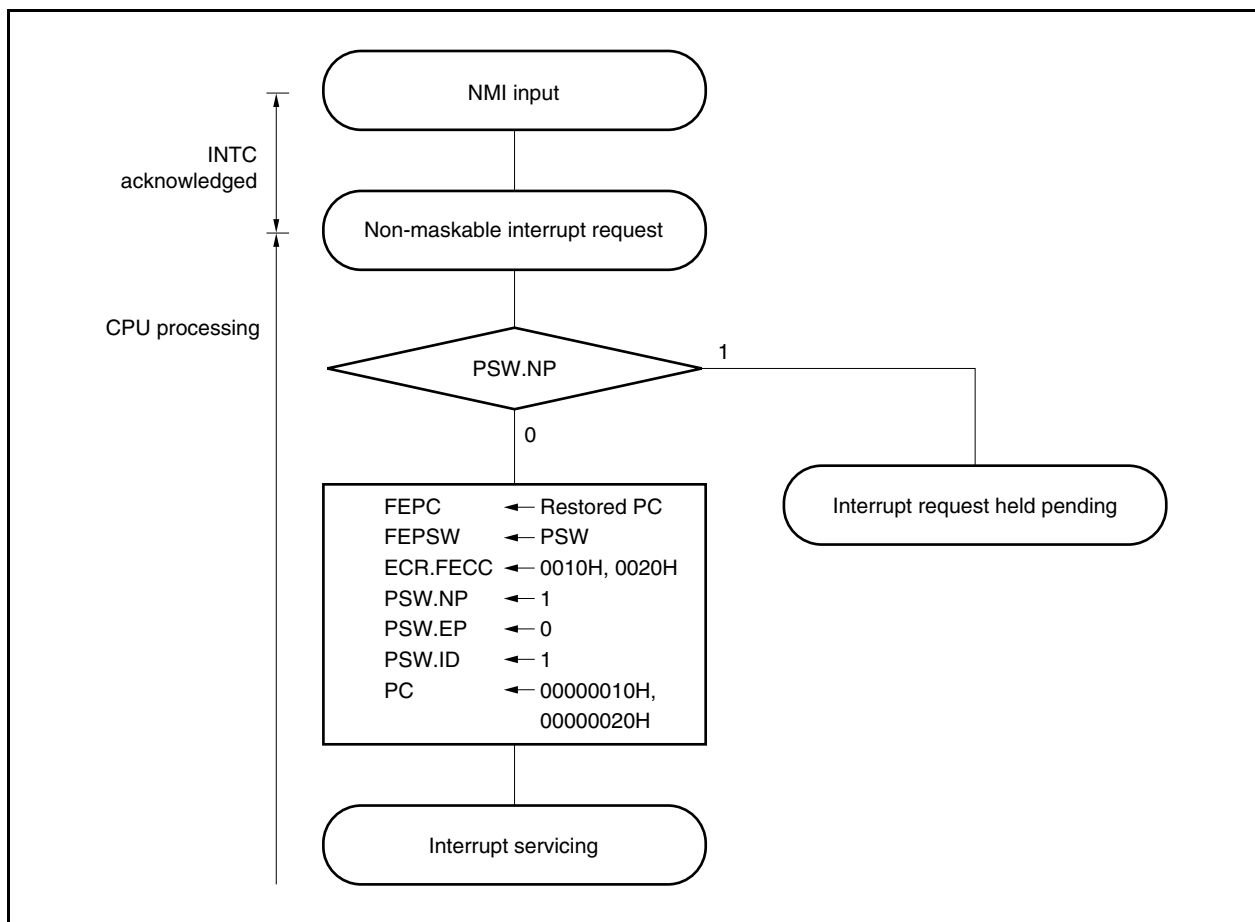 NMI input
INTC
acknowledged
Non-maskable interrupt request
CPU processing
PSW.NP
1
0
FEPC ← Restored PC
FEPSW ← PSW
ECR.FECC ← 0010H, 0020H
PSW.NP ← 1
PSW.EP ← 0
PSW.ID ← 1
PC ← 00000010H,
00000020H
Interrupt request held pending
Interrupt servicing